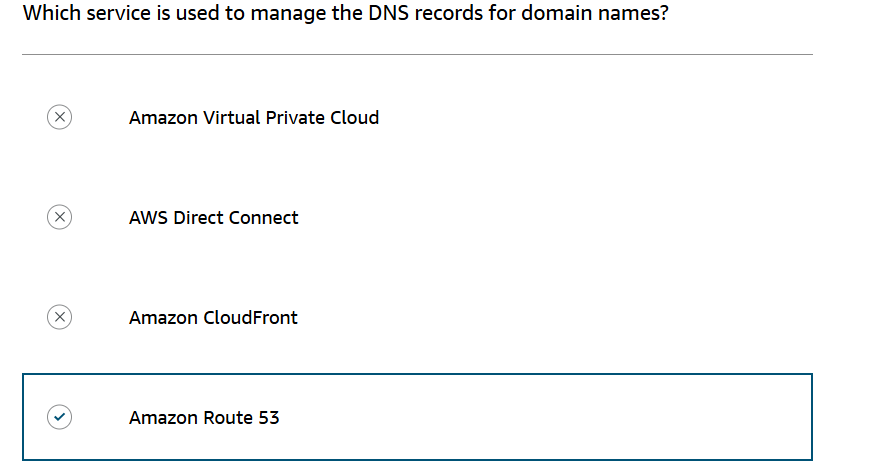 Which service is used to manage the DNS records for domain names?
Amazon Virtual Private Cloud
AWS Direct Connect
Amazon CloudFront
Amazon Route 53